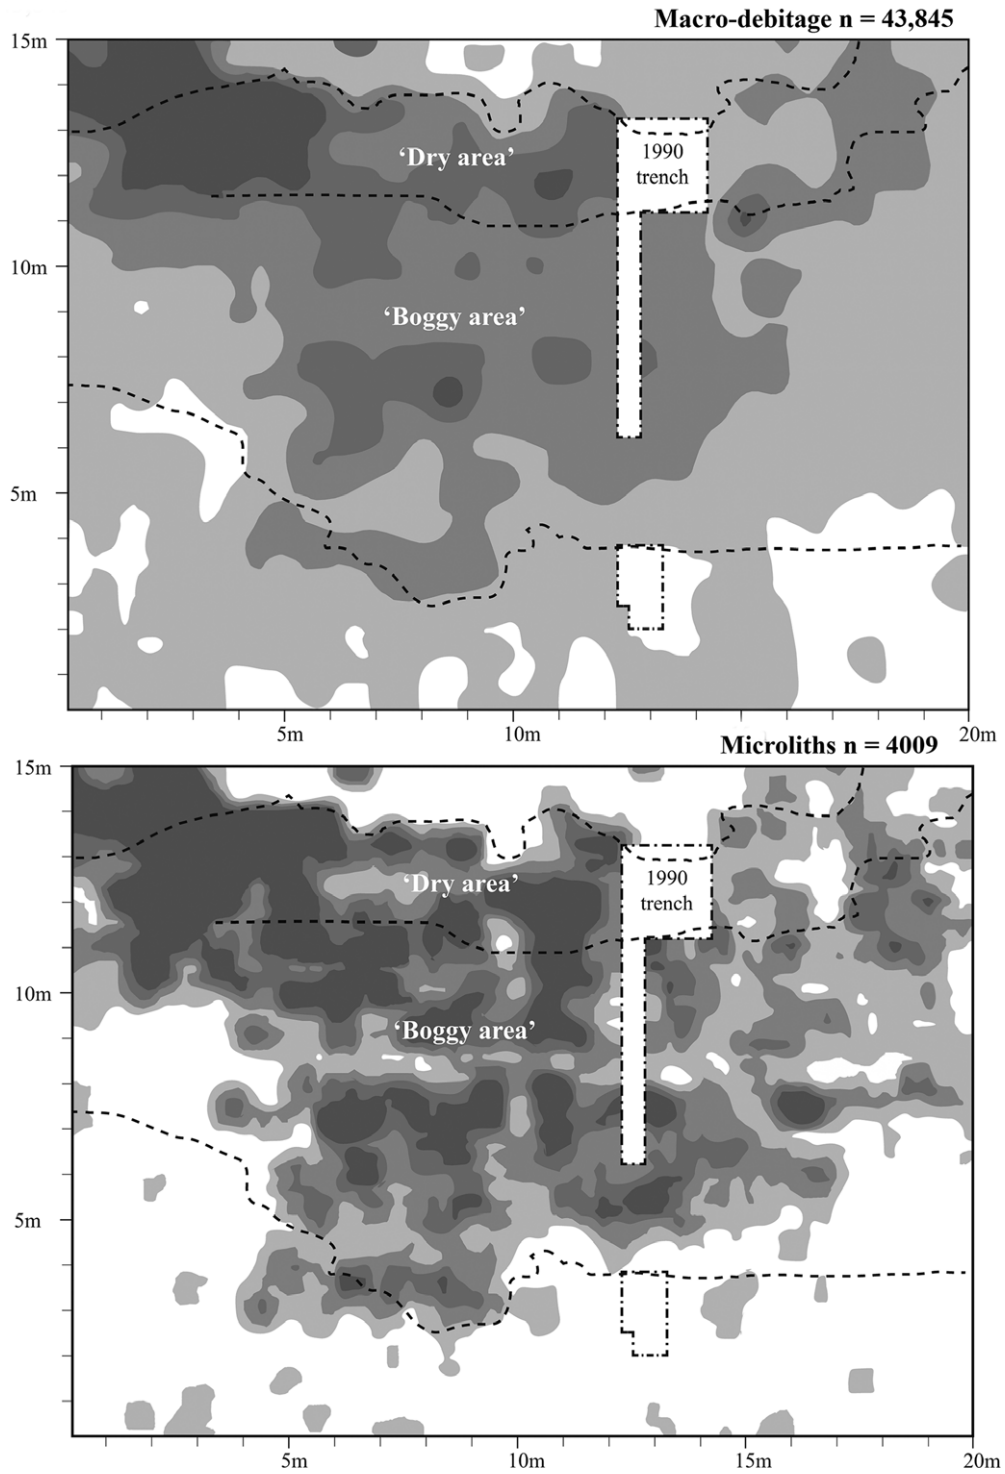 Macro-debitage n = 43,845
15m
1990
trench
‘Dry area’
10m
‘Boggy area’
5m
5m
10m
20m
Microliths n = 4009
15m
1990
trench
‘Dry area’
10m
‘Boggy area’
5m
5m
10m
15m
20m